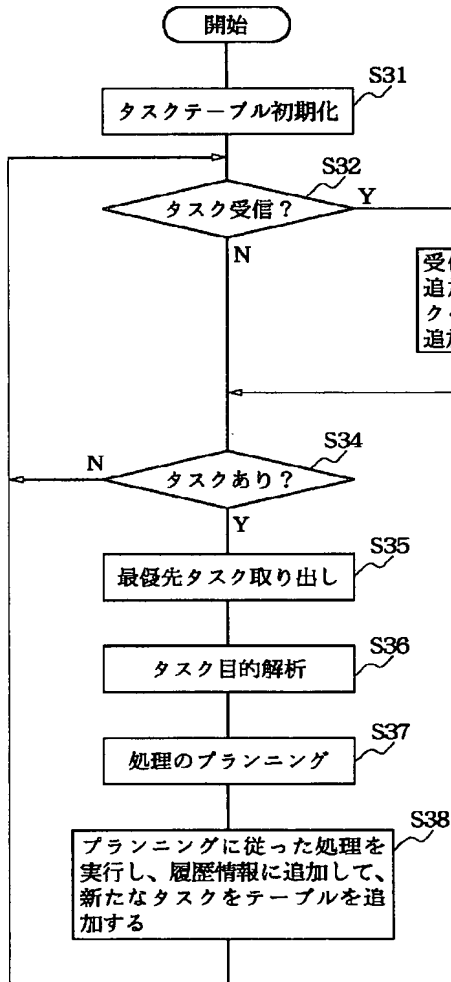 開始
S31
タスクテーブル初期化
S32
タスク受信？
Y
N
追
S34
タスクあり？
N
Y
S35
最優先タスク取り出し
S36
タスク目的解析
S37
処理のプランニング
S38
プランニングに従った処理を
実行し、履歴情報に追加して、
新たなタスクをテーブルを追
加する